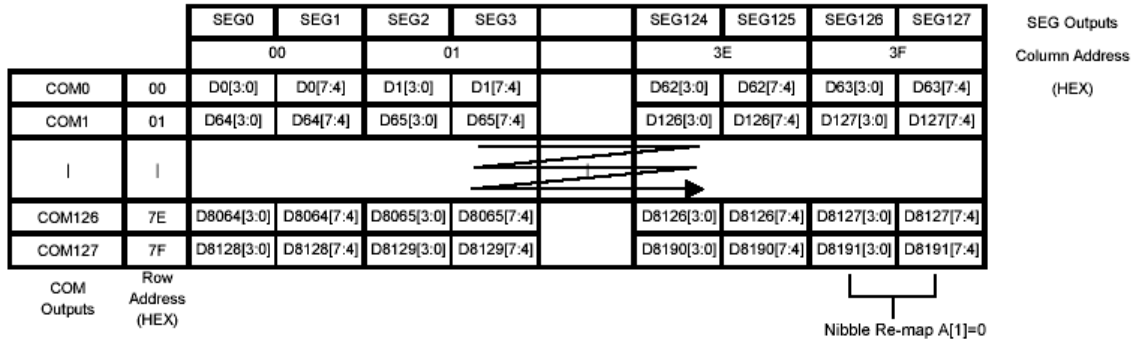 SEG0 SEG1 SEG2 SEG3 SEG124 SEG125 SEG126 SEG127 SEG Outputs
00 01 3E 3F Column Address
(HEX)
COM0 00 D0[3:0] D0[7:4] D1[3:0] D1[7:4] D62[3:0] D62[7:4] D63[3:0] D63[7:4]
COM1 01 D64[3:0] D64[7:4] D65[3:0] D65[7:4] D126[3:0] D126[7:4] D127[3:0] D127[7:4]
| | |
COM126 7E D8064[3:0] D8064[7:4] D8065[3:0] D8065[7:4] D8126[3:0] D8126[7:4] D8127[3:0] D8127[7:4]
COM127 7F D8128[3:0] D8128[7:4] D8129[3:0] D8129[7:4] D8190[3:0] D8190[7:4] D8191[3:0] D8191[7:4]
COM
Outputs
Row
Address
(HEX)
Nibble Re-map A[1]=0